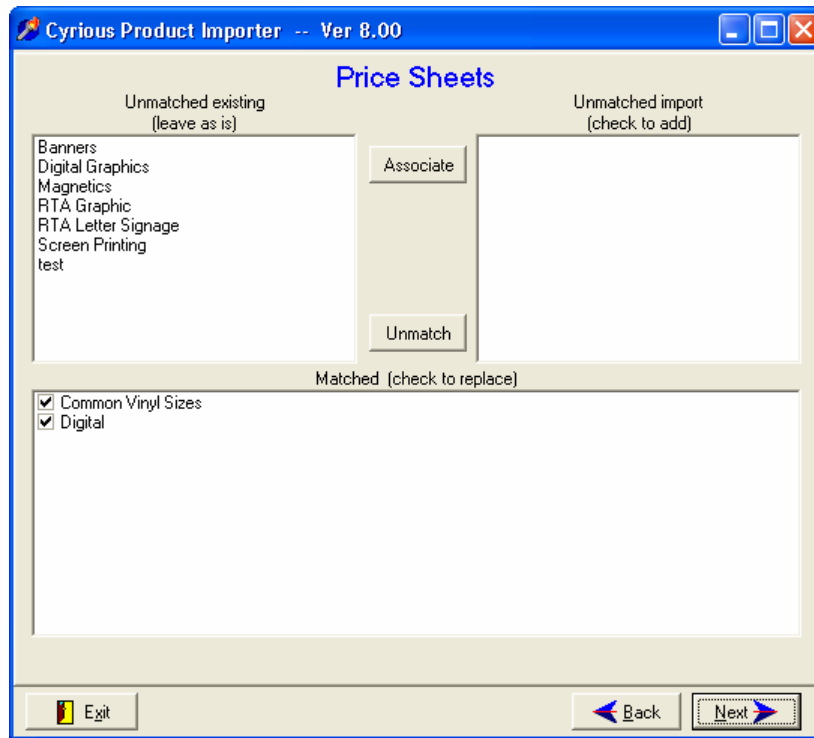 Cyrious Product Importer -- Ver 8.00
Price Sheets
Unmatched existing
(leave as is)
Unmatched import
(check to add)
Banners
Digital Graphics
Magnetics
RTA Graphic
RTA Letter Signage
Screen Printing
test
Associate
Unmatch
Matched (check to replace)
Common Vinyl Sizes
Digital
Exit
Back
Next